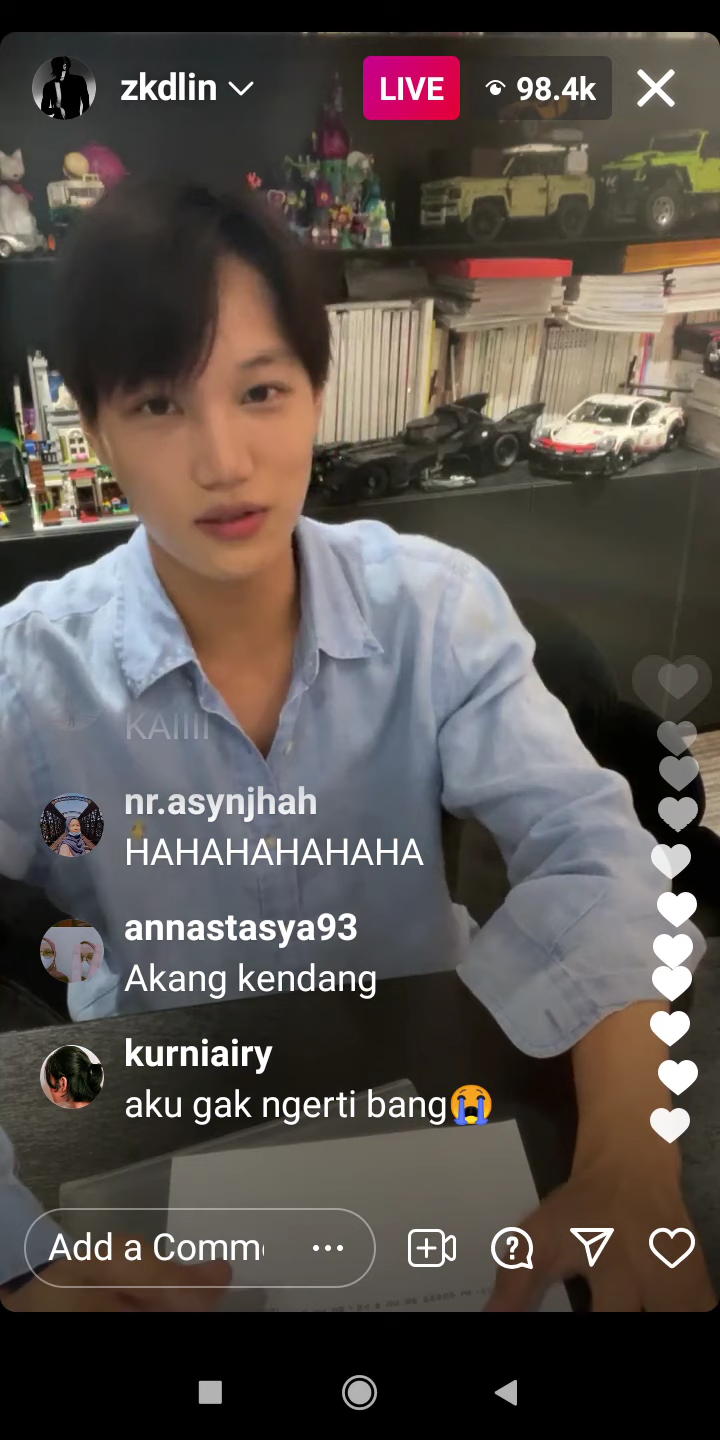 zkdlin
LIVE
98.4k
KAIIII
nr.asynjhah
HAHAHAHAHAHA
annastasya93
Akang kendang
kurniairy
aku gak ngerti bang😭
Add a Comm